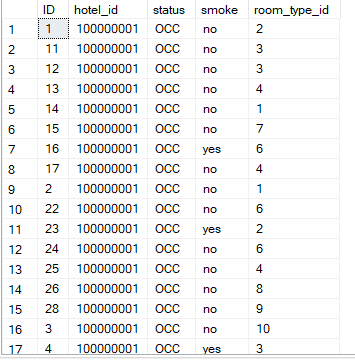 ID hotel_id status smoke room_type_id
1 1 100000001 OCC no 2
2 11 100000001 OCC no 3
3 12 100000001 OCC no 3
4 13 100000001 OCC no 4
5 14 100000001 OCC no 1
6 15 100000001 OCC no 7
7 16 100000001 OCC yes 6
8 17 100000001 OCC no 4
9 2 100000001 OCC no 1
10 22 100000001 OCC no 6
11 23 100000001 OCC yes 2
12 24 100000001 OCC no 6
13 25 100000001 OCC no 4
14 26 100000001 OCC no 8
15 28 100000001 OCC no 9
16 3 100000001 OCC no 10
17 4 100000001 OCC yes 3